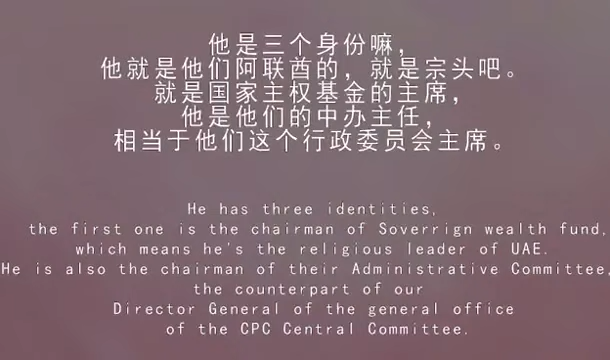 他是三个身份嘛，
他就是他们阿联酋的，就是宗头吧。
就是国家主权基金的主席，
他是他们的中办主任，
相当于他们这个行政委员会主席。
He has three identities,
the first one is the chairman of Soverrign wealth fund,
which means he's the religious leader of UAE.
He is also the chairman of their Administrative Committee,
the counterpart of our
Director General of the general office
of the CPC Central Committee.